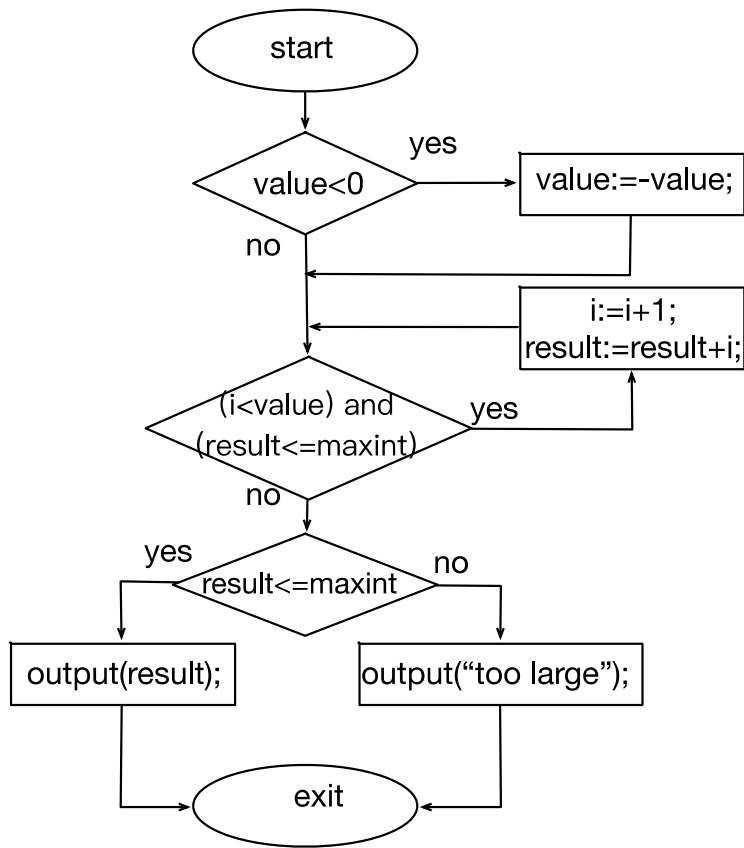 start
yes
value<0
value:=-value;
no
i:=i+1;
result:=result+i;
(i<value) and
(result<=maxint)
yes
no
yes
no
result<=maxint
output(result);
output(“too large”);
exit